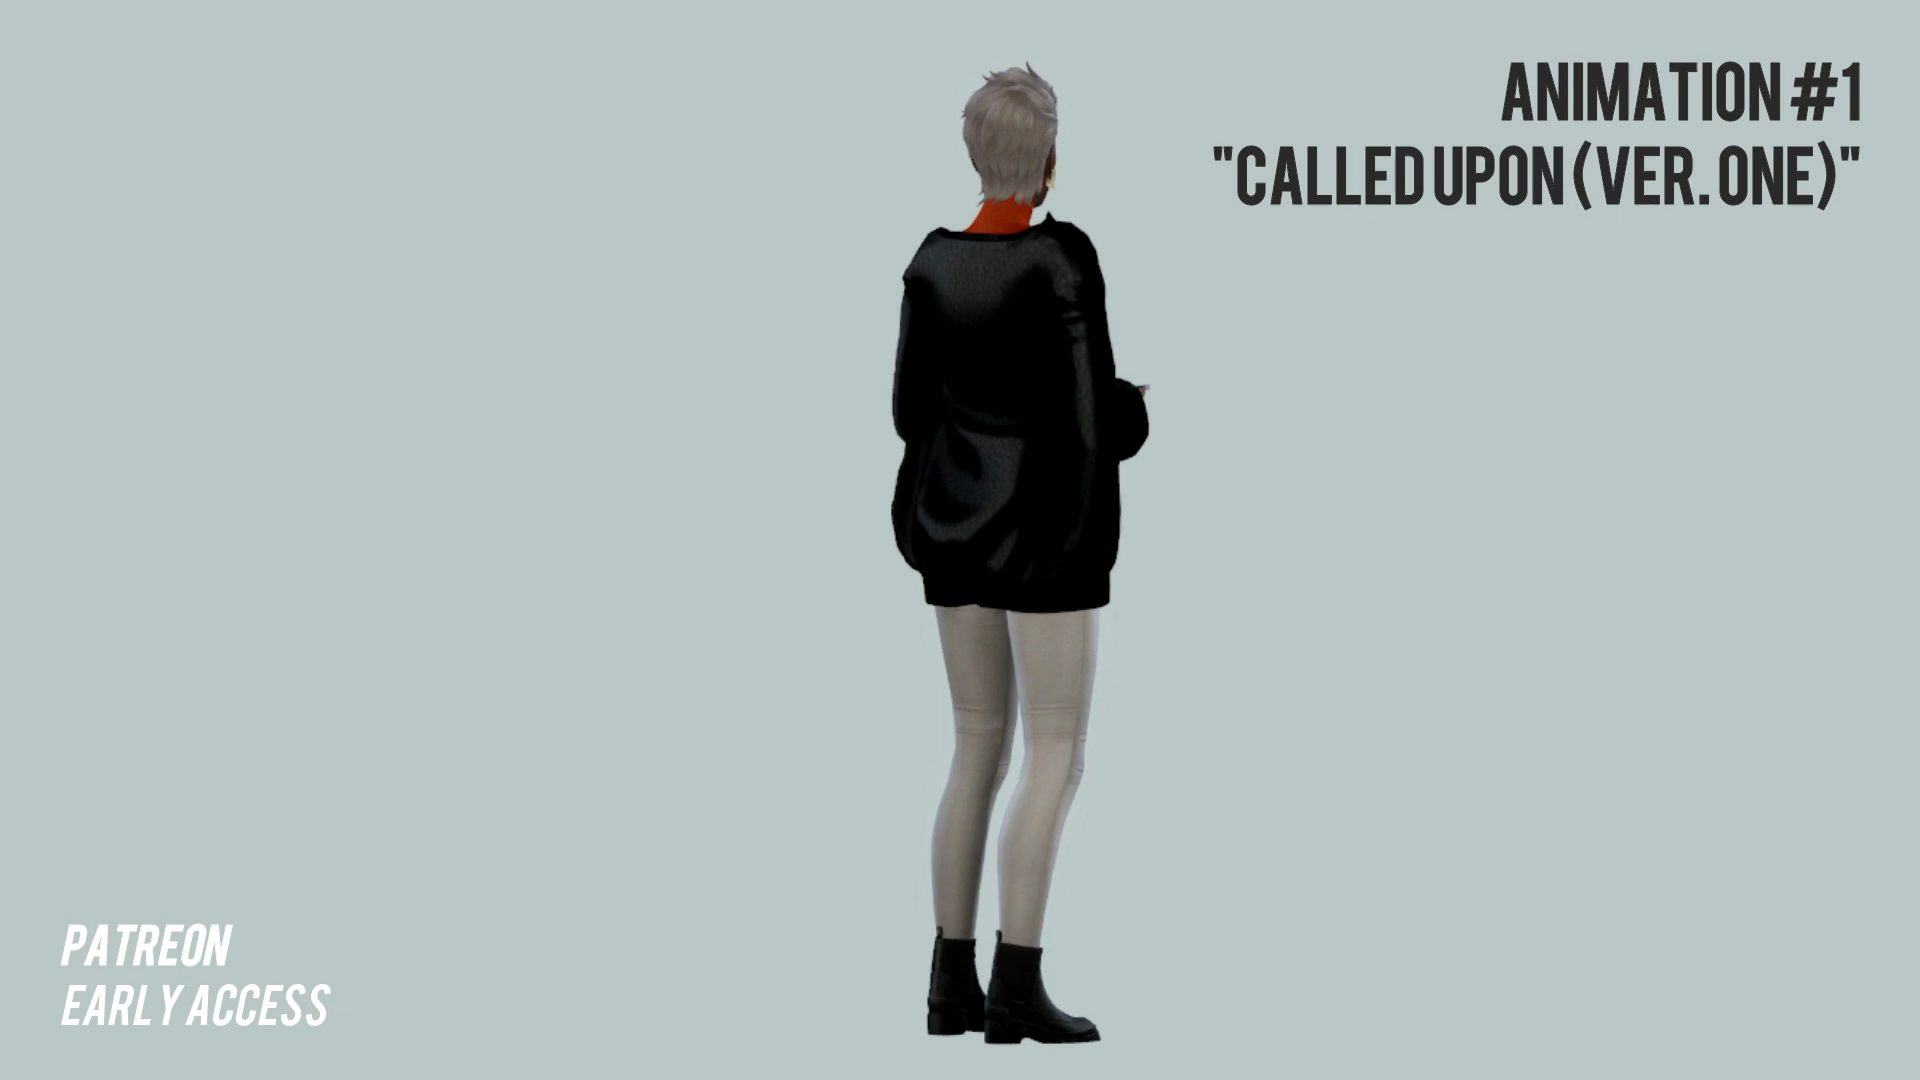 ANIMATION #1
"CALLED UPON (VER. ONE)"
PATREON
EARLY ACCESS